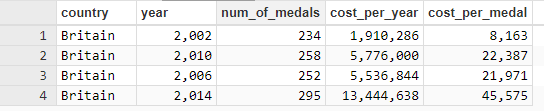 country year num_of_medals cost_per_year cost_per_medal
1 Britain 2,002 234 1,910,286 8,163
2 Britain 2,010 258 5,776,000 22,387
3 Britain 2,006 252 5,536,844 21,971
4 Britain 2,014 295 13,444,638 45,575